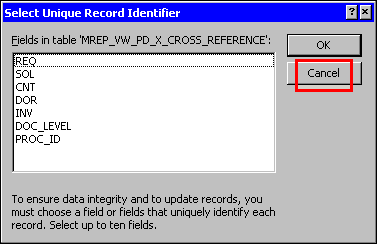 Select Unique Record Identifier
Fields in table 'MREP_VW_PD_X_CROSS_REFERENCE':
OK
Cancel
REQ
SOL
CNT
DOR
INV
DOC_LEVEL
PROC_ID
To ensure data integrity and to update records, you
must choose a field or fields that uniquely identify each
record. Select up to ten fields.